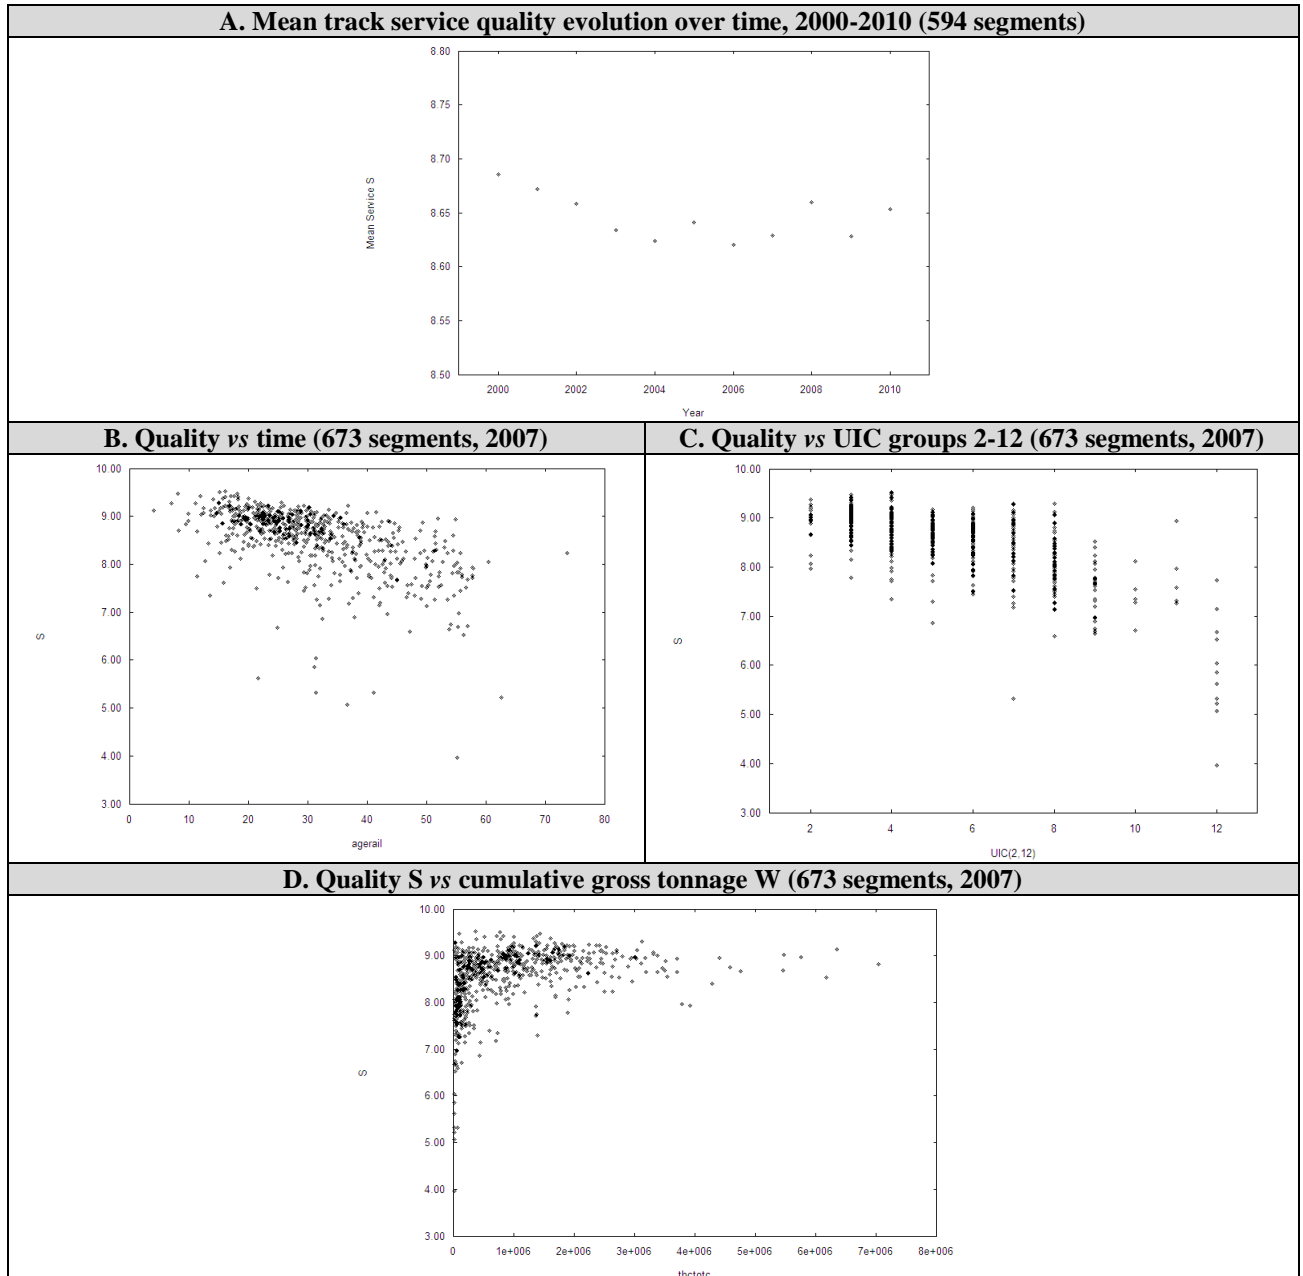 A. Mean track service quality evolution over time, 2000-2010 (594 segments)
8.80
8.75
8.70
8.65
8.60
8.55
8.50
Mean Service S
2000 2002 2004 2006 2008 2010
Year
B. Quality vs time (673 segments, 2007)
10.00
9.00
8.00
7.00
6.00
5.00
4.00
3.00
S
0 10 20 30 40 50 60 70 80
agerail
C. Quality vs UIC groups 2-12 (673 segments, 2007)
10.00
9.00
8.00
7.00
6.00
5.00
4.00
3.00
S
2 4 6 8 10 12
UIC(2,12)
D. Quality S vs cumulative gross tonnage W (673 segments, 2007)
10.00
9.00
8.00
7.00
6.00
5.00
4.00
3.00
S
0 1e+006 2e+006 3e+006 4e+006 5e+006 6e+006 7e+006 8e+006